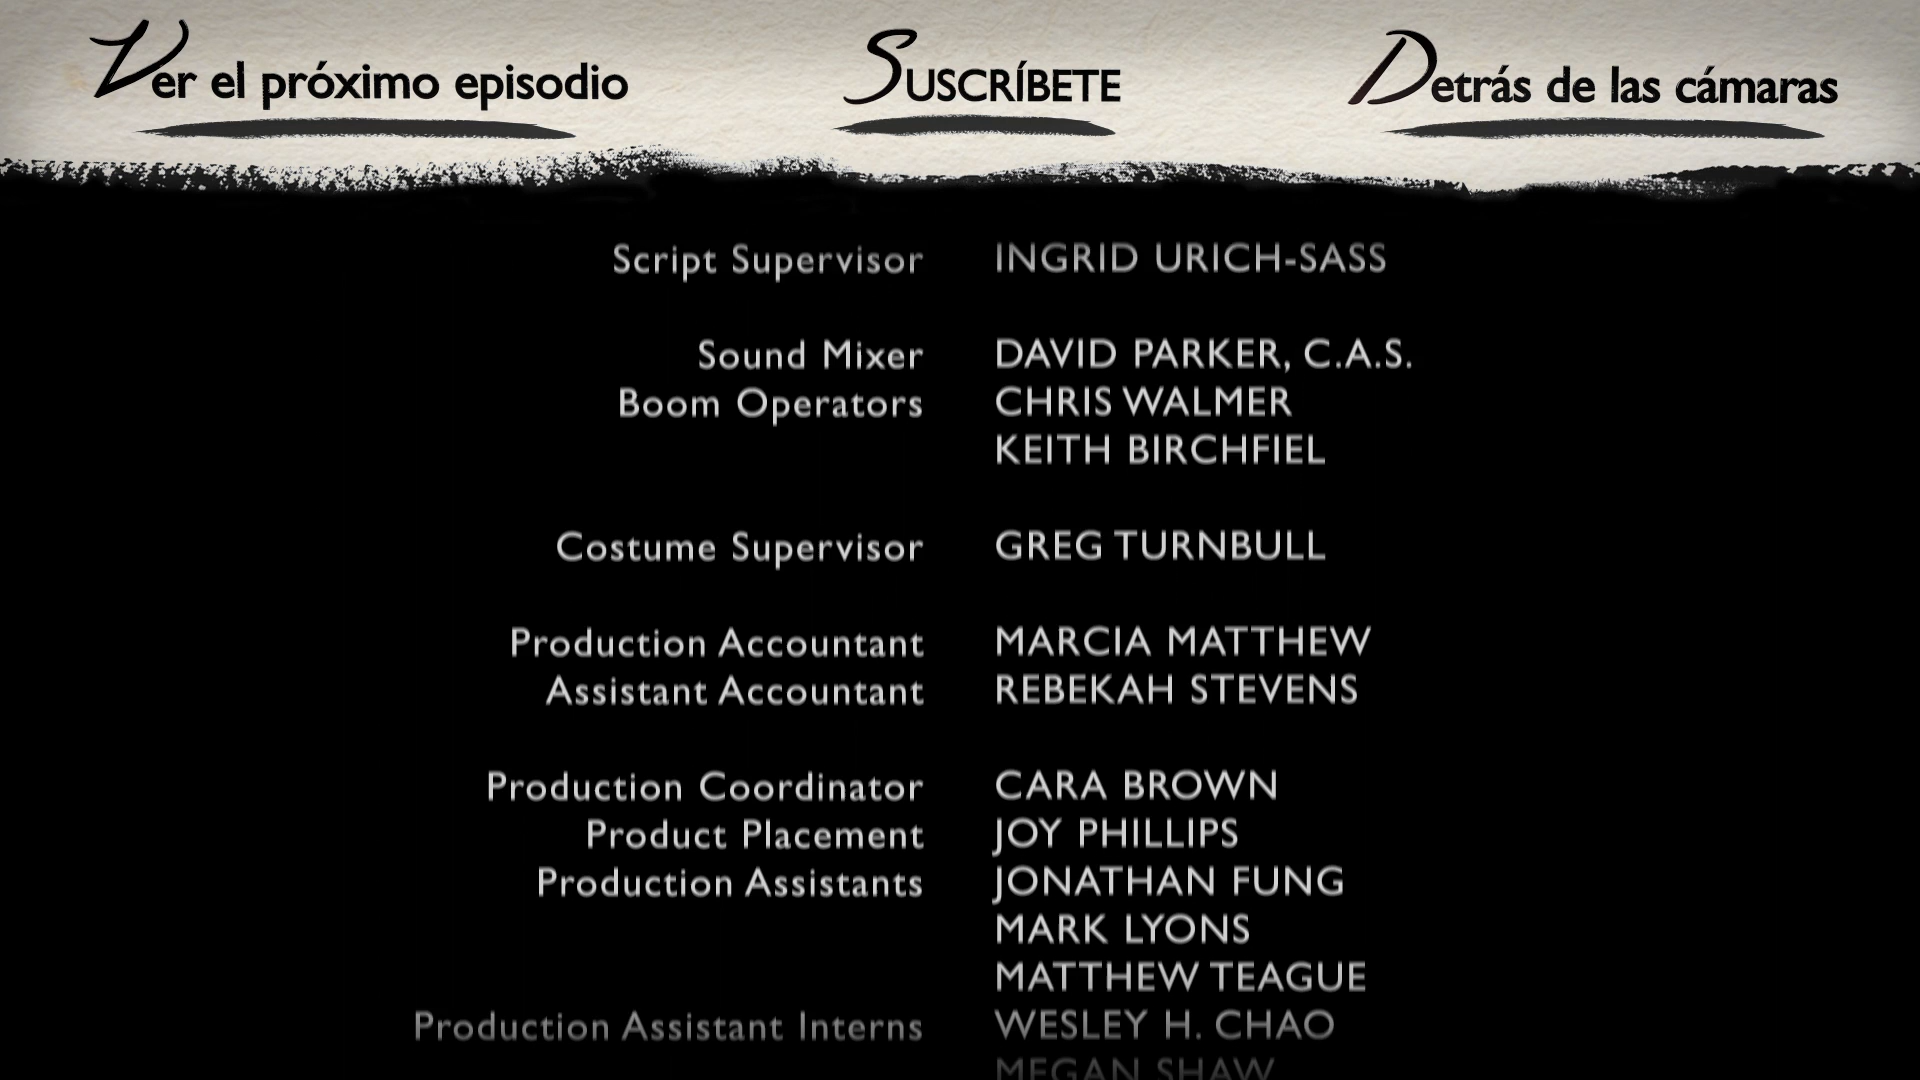 Ver el próximo episodio SUSCRÍBETE Detrás de las cámaras
Script Supervisor INGRID URICH-SASS
Sound Mixer DAVID PARKER, C.A.S.
Boom Operators CHRIS WALMER
KEITH BIRCHFIEL
Costume Supervisor GREG TURNBULL
Production Accountant MARCIA MATTHEW
Assistant Accountant REBEKAH STEVENS
Production Coordinator CARA BROWN
Product Placement JOY PHILLIPS
Production Assistants JONATHAN FUNG
MARK LYONS
MATTHEW TEAGUE
Production Assistant Interns WESLEY H. CHAO
MEGAN SHAW